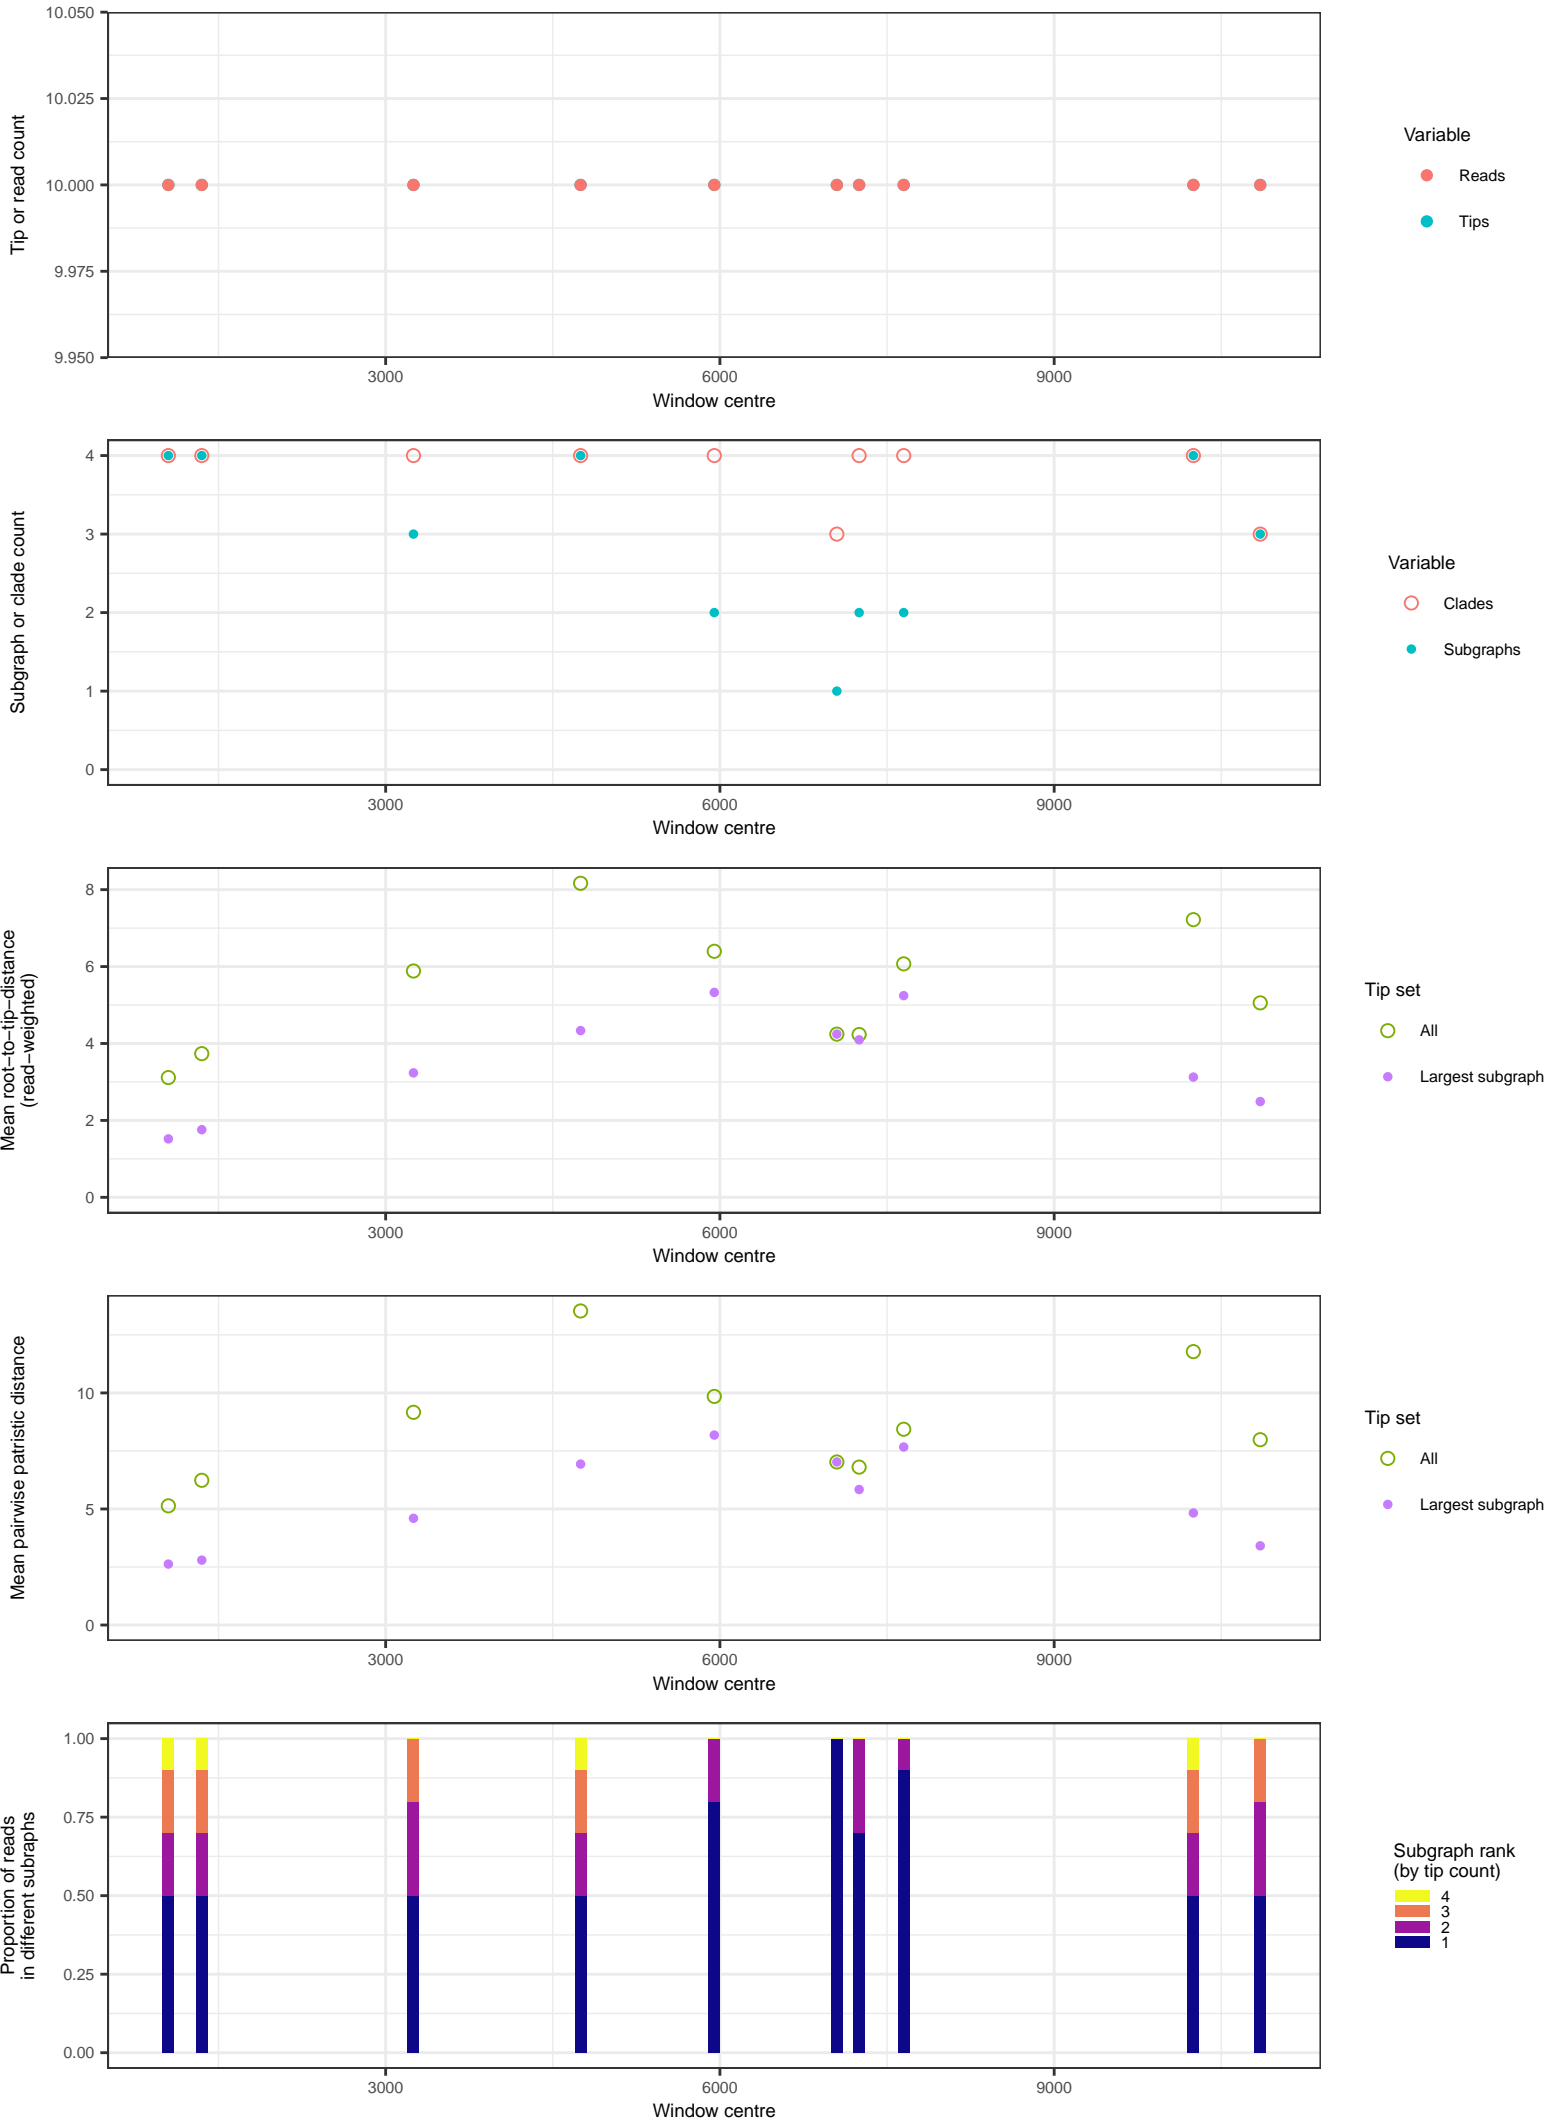 10.050
10.025
10.000
9.975
9.950
Tip or read count
3000 6000 9000
Window centre
Variable
Reads
Tips
4
3
2
1
0
Subgraph or clade count
3000 6000 9000
Window centre
Variable
Clades
Subgraphs
8
6
4
2
0
Mean root−to−tip−distance
(read−weighted)
3000 6000 9000
Window centre
Tip set
All
Largest subgraph
10
5
0
Mean pairwise patristic distance
3000 6000 9000
Window centre
Tip set
All
Largest subgraph
1.00
0.75
0.50
0.25
0.00
Proportion of reads
in different subraphs
3000 6000 9000
Window centre
Subgraph rank
(by tip count)
4
3
2
1